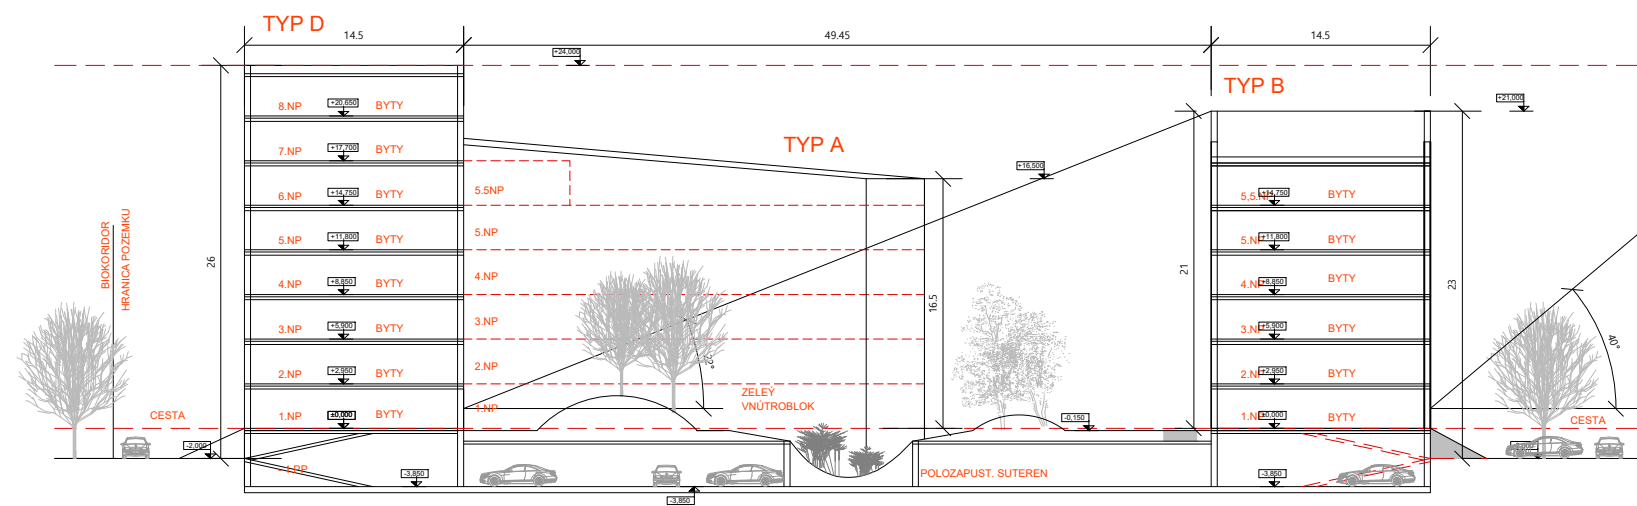 TYP D
14.5
49.45
14.5
+24,000
TYP B
+21,000
8.NP +20,650 BYTY
TYP A
7.NP +17,700 BYTY
+16,500
6.NP +14,750 BYTY
5.5NP
5,5.NP +14,750 BYTY
BIOKORIDOR
HRANICA POZEMKU
5.NP +11,800 BYTY
5.NP
5.NP +11,800 BYTY
26
21
23
4.NP +8,850 BYTY
4.NP
4.NP +8,850 BYTY
16.5
3.NP +5,900 BYTY
3.NP
3.NP +5,900 BYTY
40°
22°
2.NP +2,950 BYTY
2.NP
2.NP +2,950 BYTY
ZELEÝ
VNÚTROBLOK
CESTA
1.NP ±0,000 BYTY
1.NP
-0,150
1.NP ±0,000 BYTY
CESTA
-2,000
1.PP
-3,850
POLOZAPUST. SUTEREN
-3,850
-3,850